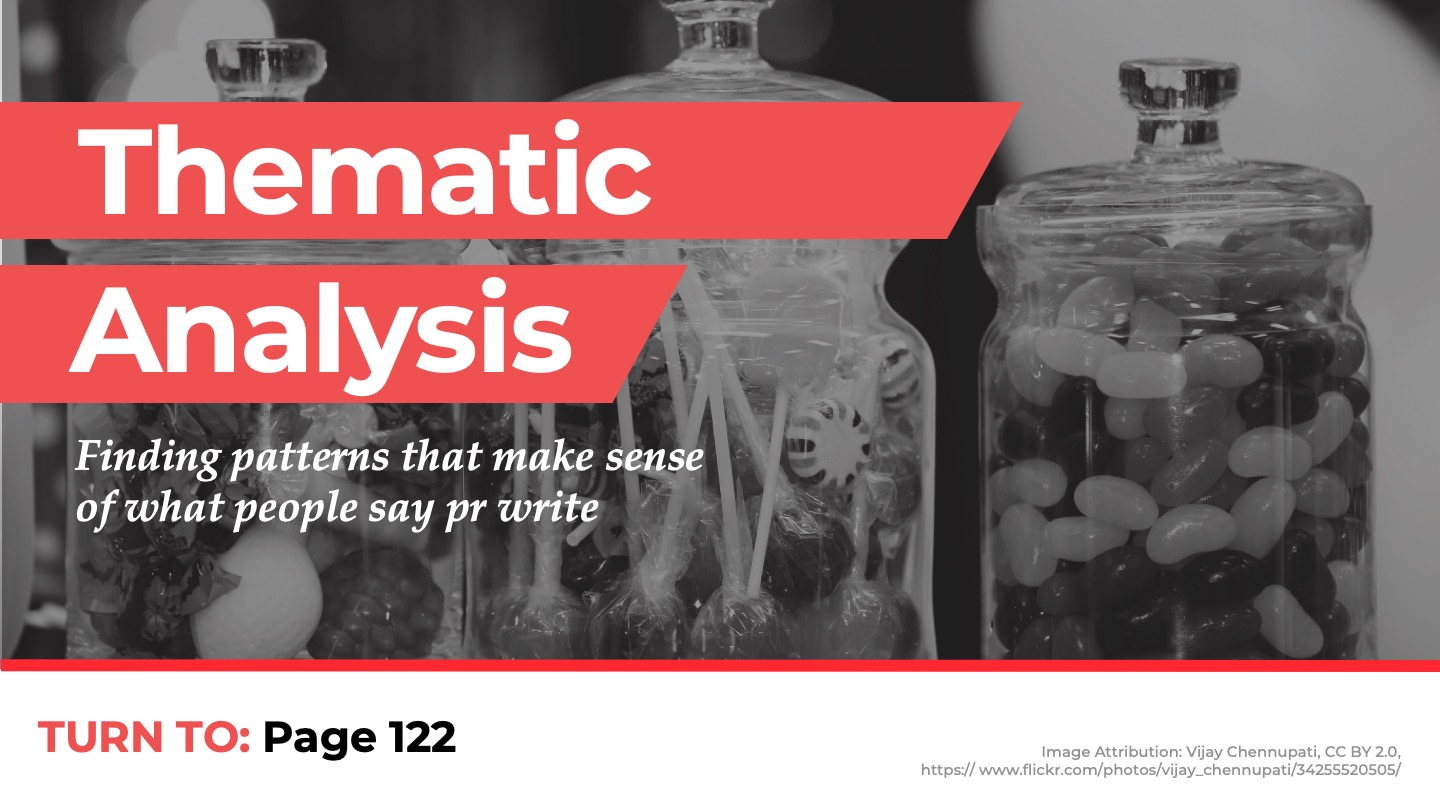 Thematic
Analysis
Finding patterns that make sense
of what people say pr write
TURN TO: Page 122
Image Attribution: Vijay Chennupati, CC BY 2.0,
https:// www.flickr.com/photos/vijay_chennupati/34255520505/